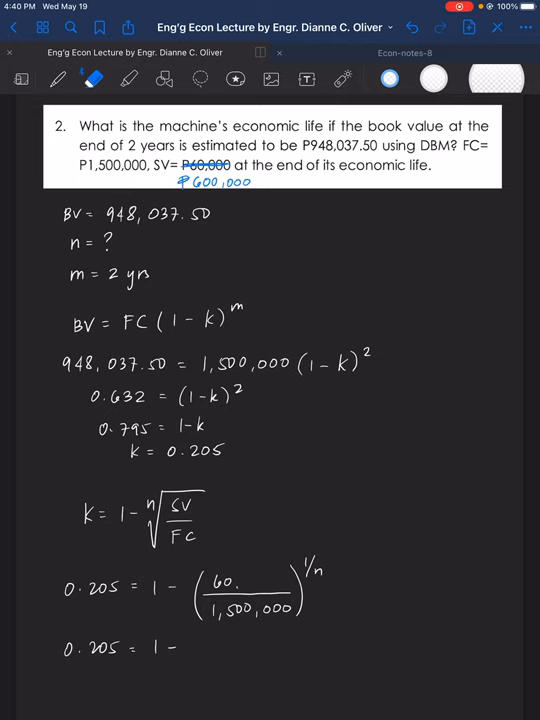 4:40 PM Wed May 19
100%
Eng'g Econ Lecture by Engr. Dianne C. Oliver
Eng'g Econ Lecture by Engr. Dianne C. Oliver
Econ-notes-8
2. What is the machine's economic life if the book value at the
end of 2 years is estimated to be P948,037.50 using DBM? FC=
P1,500,000, SV= P60,000 at the end of its economic life.
₱600,000
BV = 948,037.50
n = ?
m = 2 yrs
BV = FC (1 - k)^m
948,037.50 = 1,500,000 (1 - k)^2
0.632 = (1-k)^2
0.795 = 1-k
k = 0.205
K = 1 - n√(SV/FC)
0.205 = 1 - (60./1,500,000)^1/n
0.205 = 1 -